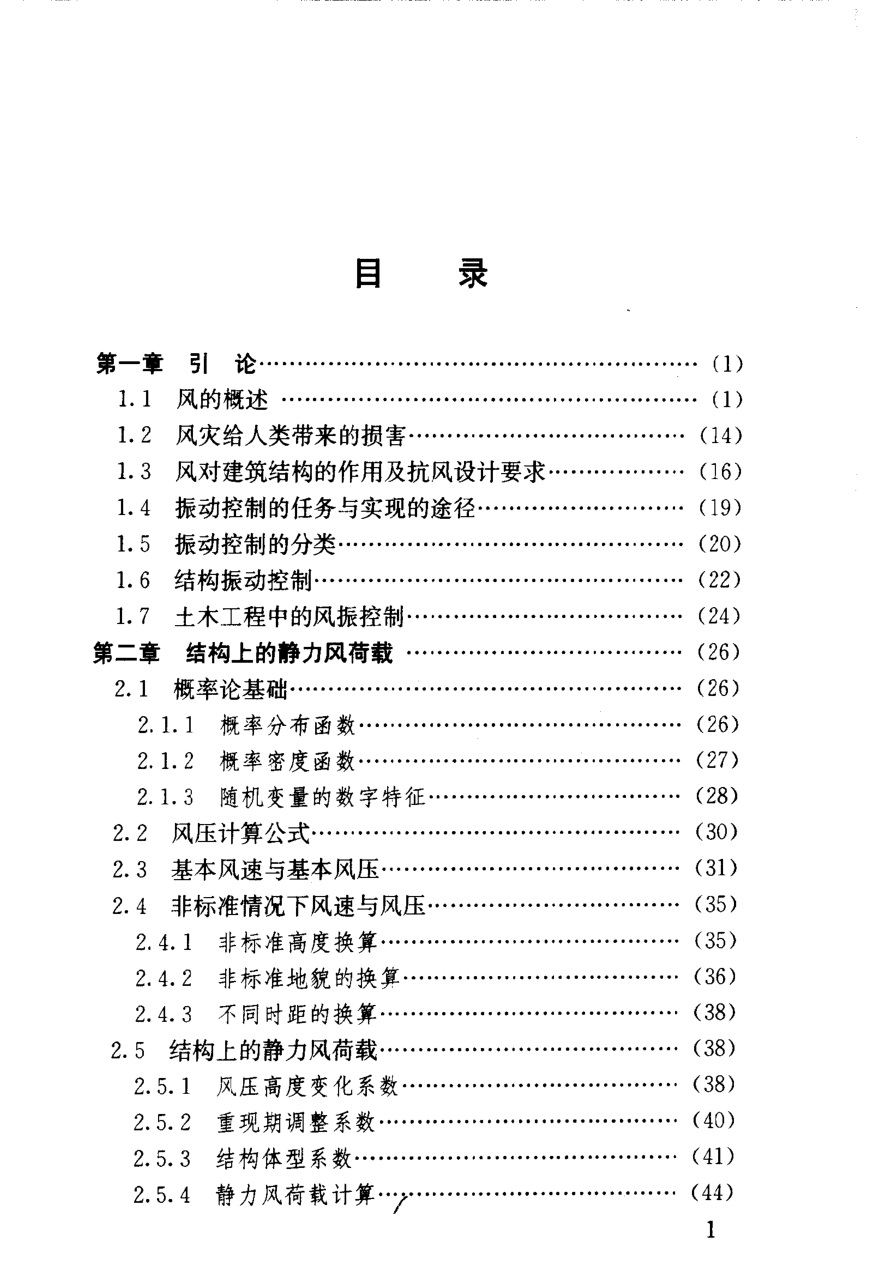 目 录
第一章 引 论…………………………………………………… (1)
1.1 风的概述 ……………………………………………… (1)
1.2 风灾给人类带来的损害……………………………… (14)
1.3 风对建筑结构的作用及抗风设计要求……………… (16)
1.4 振动控制的任务与实现的途径……………………… (19)
1.5 振动控制的分类……………………………………… (20)
1.6 结构振动控制………………………………………… (22)
1.7 土木工程中的风振控制……………………………… (24)
第二章 结构上的静力风荷载 ……………………………… (26)
2.1 概率论基础…………………………………………… (26)
2.1.1 概率分布函数…………………………………… (26)
2.1.2 概率密度函数…………………………………… (27)
2.1.3 随机变量的数字特征…………………………… (28)
2.2 风压计算公式………………………………………… (30)
2.3 基本风速与基本风压………………………………… (31)
2.4 非标准情况下风速与风压…………………………… (35)
2.4.1 非标准高度换算………………………………… (35)
2.4.2 非标准地貌的换算……………………………… (36)
2.4.3 不同时距的换算………………………………… (38)
2.5 结构上的静力风荷载………………………………… (38)
2.5.1 风压高度变化系数……………………………… (38)
2.5.2 重现期调整系数………………………………… (40)
2.5.3 结构体型系数…………………………………… (41)
2.5.4 静力风荷载计算………………………………… (44)
1